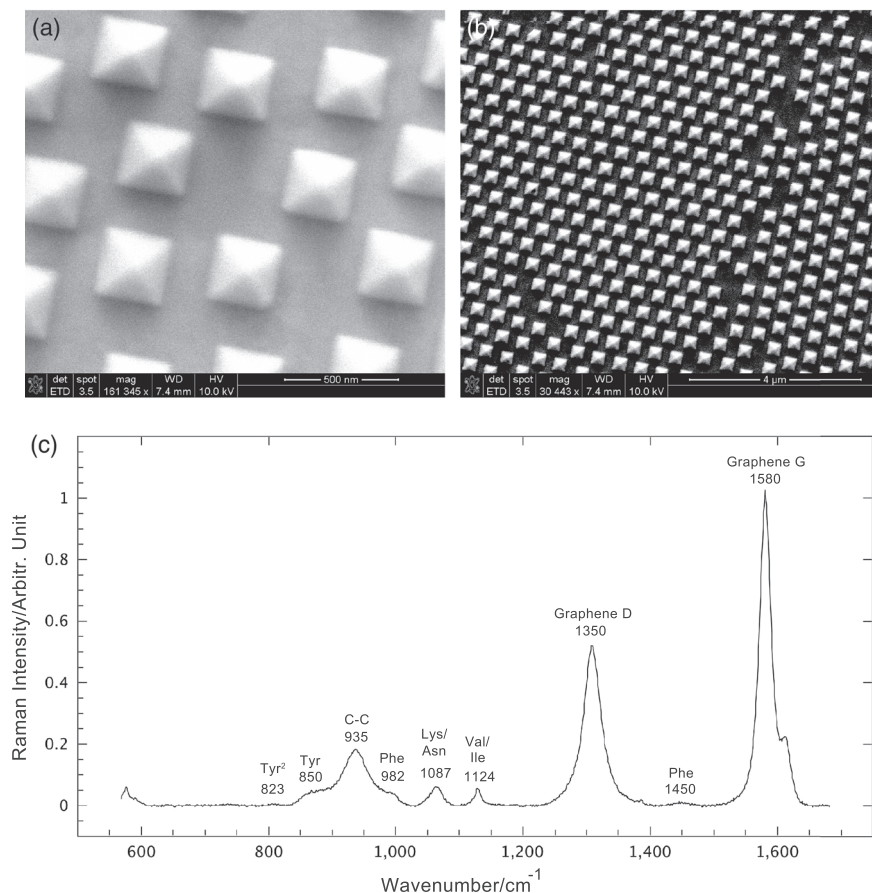 (a)
det spot mag WD HV 500 nm
ETD 3.5 161 345 x 7.4 mm 10.0 kV
(b)
det spot mag WD HV 4 µm
ETD 3.5 30 443 x 7.4 mm 10.0 kV
(c)
Graphene G
1580
1
Raman Intensity/Arbitr. Unit
0.8
0.6
Graphene D
1350
0.4
C-C
935
Lys/
Asn
1087
Val/
Ile
1124
0.2
Tyr²
823
Tyr
850
Phe
982
Phe
1450
0
600 800 1,000 1,200 1,400 1,600
Wavenumber/cm⁻¹